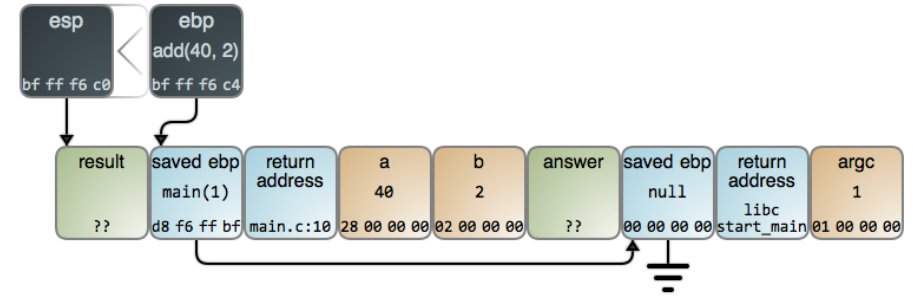 esp
bf ff f6 c0
ebp
add(40, 2)
bf ff f6 c4
result
??
saved ebp
main(1)
d8 f6 ff bf
return
address
main.c:10
a
40
28 00 00 00
b
2
02 00 00 00
answer
??
saved ebp
null
00 00 00 00
return
address
libc
start_main
argc
1
01 00 00 00